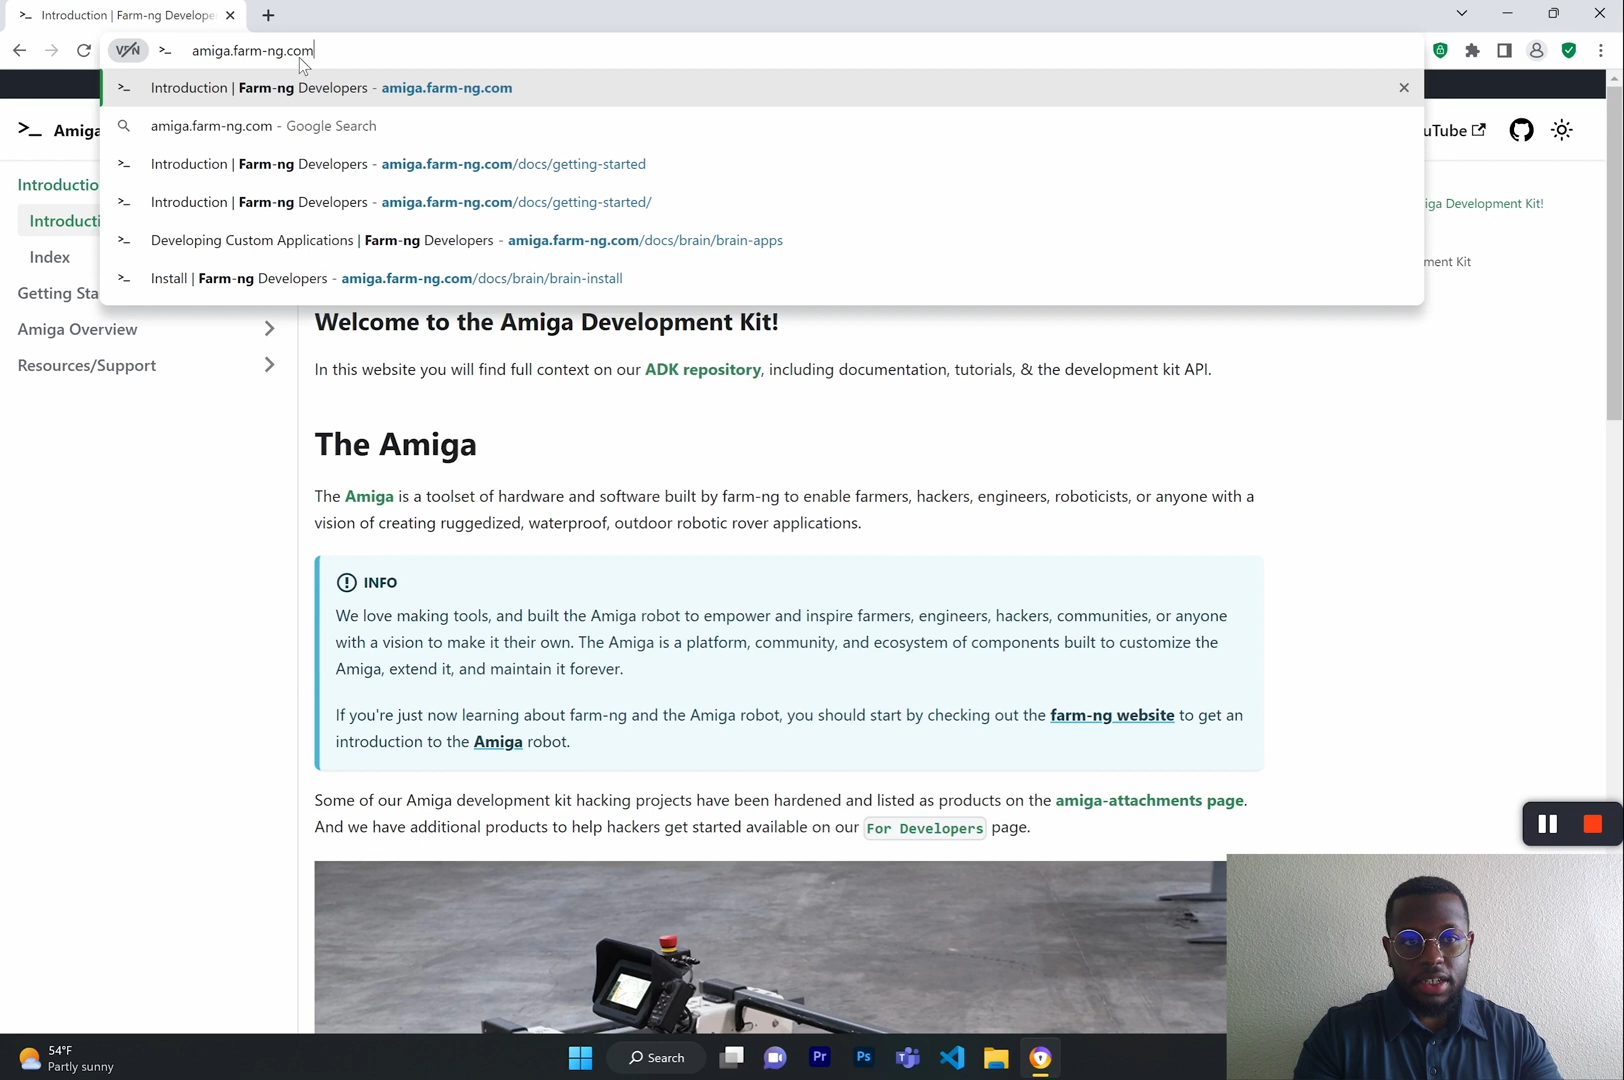 Introduction | Farm-ng Develope
VPN
amiga.farm-ng.com
Introduction | Farm-ng Developers - amiga.farm-ng.com
amiga.farm-ng.com - Google Search
Introduction | Farm-ng Developers - amiga.farm-ng.com/docs/getting-started
Introduction | Farm-ng Developers - amiga.farm-ng.com/docs/getting-started/
Developing Custom Applications | Farm-ng Developers - amiga.farm-ng.com/docs/brain/brain-apps
Install | Farm-ng Developers - amiga.farm-ng.com/docs/brain/brain-install
>_ Amiga
uTube
Introductio
Introducti
Index
Getting Sta
Amiga Overview
Resources/Support
iga Development Kit!
ment Kit
Welcome to the Amiga Development Kit!
In this website you will find full context on our ADK repository, including documentation, tutorials, & the development kit API.
The Amiga
The Amiga is a toolset of hardware and software built by farm-ng to enable farmers, hackers, engineers, roboticists, or anyone with a
vision of creating ruggedized, waterproof, outdoor robotic rover applications.
INFO
We love making tools, and built the Amiga robot to empower and inspire farmers, engineers, hackers, communities, or anyone
with a vision to make it their own. The Amiga is a platform, community, and ecosystem of components built to customize the
Amiga, extend it, and maintain it forever.
If you're just now learning about farm-ng and the Amiga robot, you should start by checking out the farm-ng website to get an
introduction to the Amiga robot.
Some of our Amiga development kit hacking projects have been hardened and listed as products on the amiga-attachments page.
And we have additional products to help hackers get started available on our For Developers page.
54°F
Partly sunny
Search
Pr
Ps